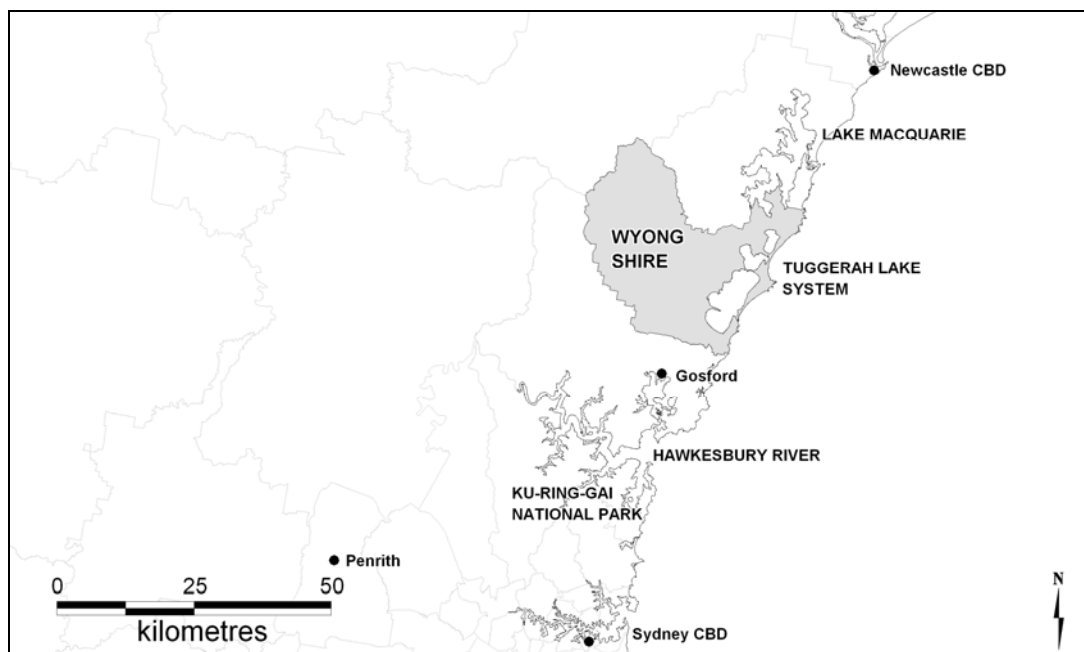 Newcastle CBD
LAKE MACQUARIE
WYONG
SHIRE
TUGGERAH LAKE
SYSTEM
Gosford
HAWKESBURY RIVER
KU-RING-GAI
NATIONAL PARK
Penrith
0 25 50
kilometres
Sydney CBD
N